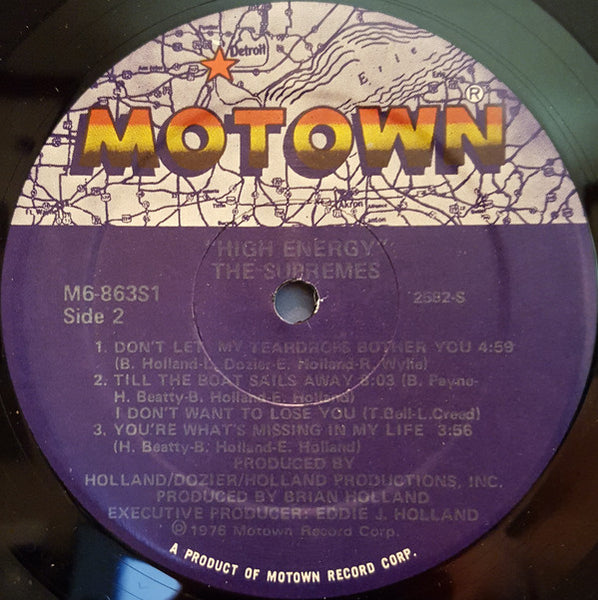 Detroit
Erie
MOTOWN®
Akron
"HIGH ENERGY"
THE SUPREMES
M6-863S1
2592-S
Side 2
1. DON'T LET MY TEARDROPS BOTHER YOU 4:59
(B. Holland-L. Dozier-E. Holland-R. Wylie)
2. TILL THE BOAT SAILS AWAY 6:03 (B. Payne-
H. Beatty-B. Holland-E. Holland)
I DON'T WANT TO LOSE YOU (T.Bell-L.Creed)
3. YOU'RE WHAT'S MISSING IN MY LIFE 3:56
(H. Beatty-B. Holland-E. Holland)
PRODUCED BY
HOLLAND/DOZIER/HOLLAND PRODUCTIONS, INC.
PRODUCED BY BRIAN HOLLAND
EXECUTIVE PRODUCER: EDDIE J. HOLLAND
Ⓟ 1976 Motown Record Corp.
A PRODUCT OF MOTOWN RECORD CORP.